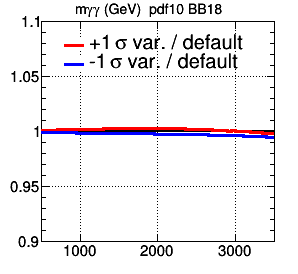 mγγ (GeV) pdf10 BB18
1.1
+1 σ var. / default
-1 σ var. / default
1.05
1
0.95
0.9
1000 2000 3000